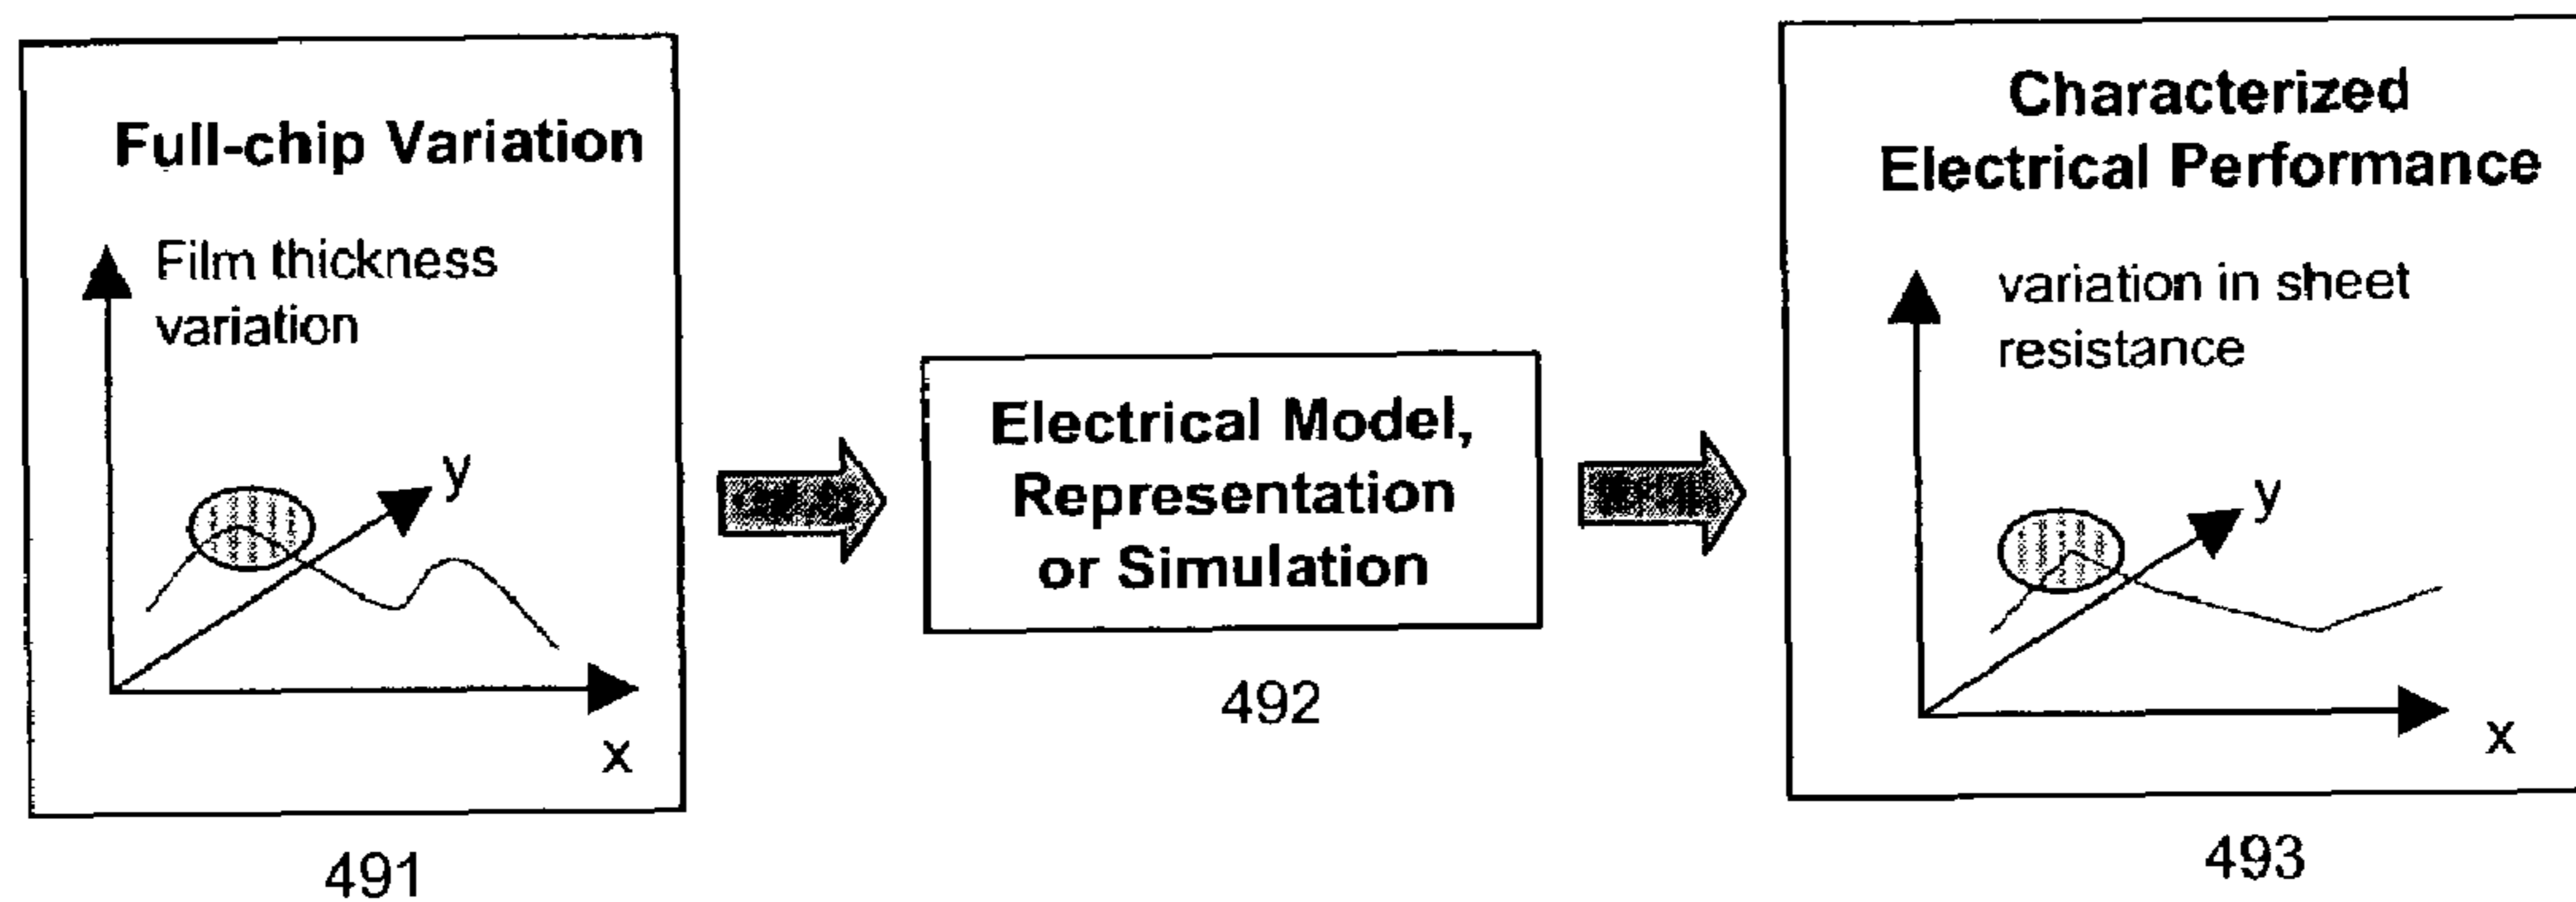 Full-chip Variation
Film thickness
variation
y
x
491
Electrical Model,
Representation
or Simulation
492
Characterized
Electrical Performance
variation in sheet
resistance
y
x
493